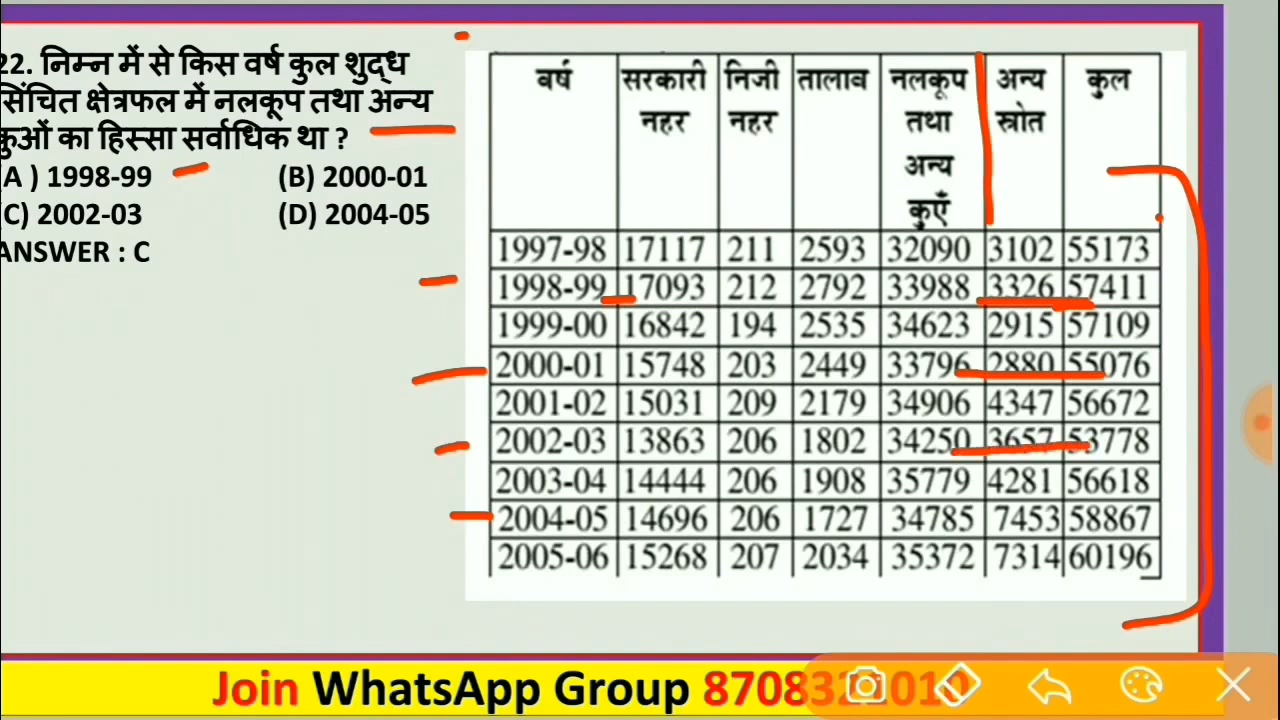 22. निम्न में से किस वर्ष कुल शुद्ध
सिंचित क्षेत्रफल में नलकूप तथा अन्य
कुओं का हिस्सा सर्वाधिक था ?
(A ) 1998-99 (B) 2000-01
(C) 2002-03 (D) 2004-05
ANSWER : C
वर्ष सरकारी नहर निजी नहर तालाव नलकूप तथा अन्य कुएँ अन्य स्रोत कुल
1997-98 17117 211 2593 32090 3102 55173
1998-99 17093 212 2792 33988 3326 57411
1999-00 16842 194 2535 34623 2915 57109
2000-01 15748 203 2449 33796 2880 55076
2001-02 15031 209 2179 34906 4347 56672
2002-03 13863 206 1802 34250 3657 53778
2003-04 14444 206 1908 35779 4281 56618
2004-05 14696 206 1727 34785 7453 58867
2005-06 15268 207 2034 35372 7314 60196
Join WhatsApp Group